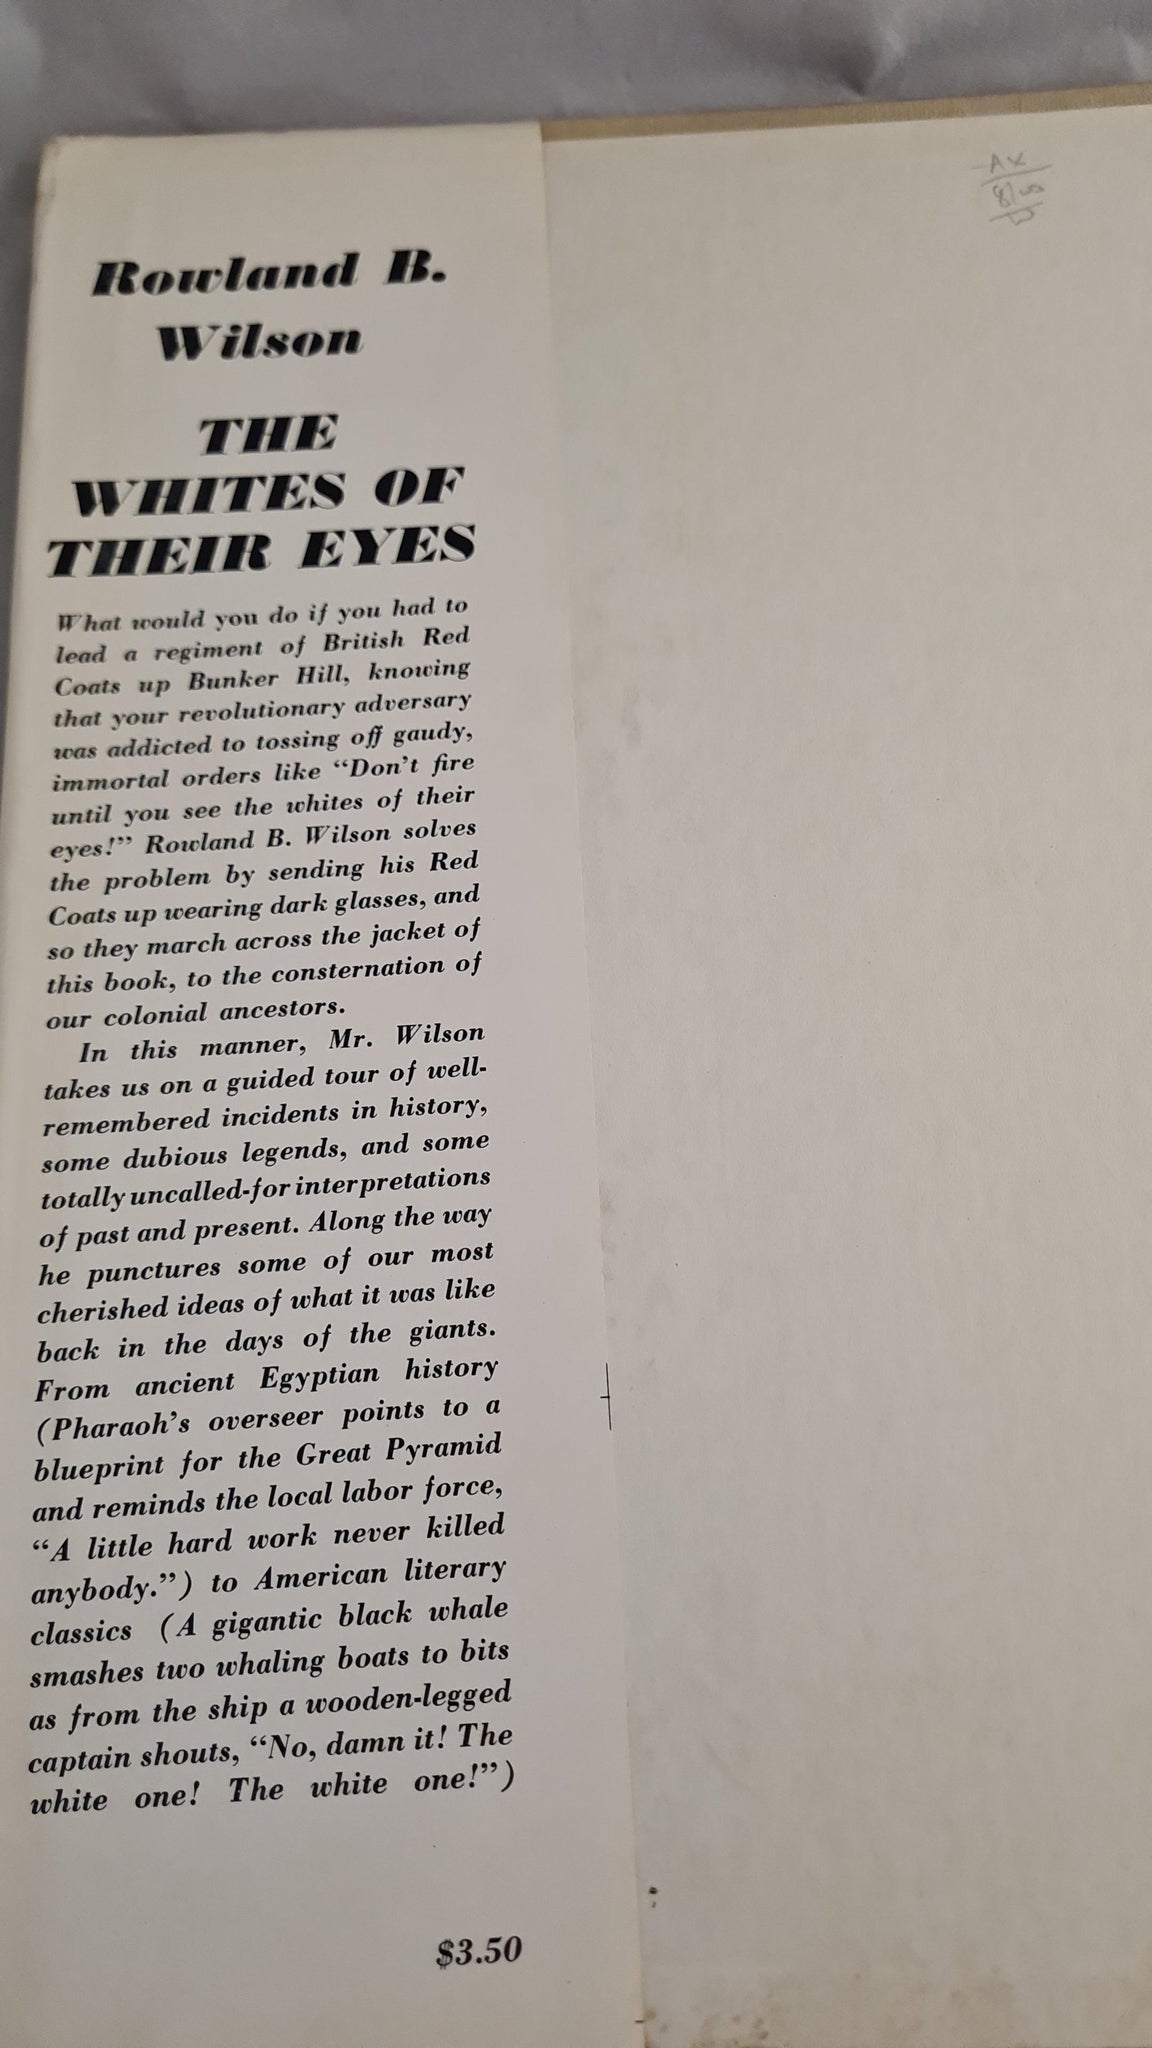 Rowland B.
Wilson
THE
WHITES OF
THEIR EYES
What would you do if you had to
lead a regiment of British Red
Coats up Bunker Hill, knowing
that your revolutionary adversary
was addicted to tossing off gaudy,
immortal orders like “Don’t fire
until you see the whites of their
eyes!” Rowland B. Wilson solves
the problem by sending his Red
Coats up wearing dark glasses, and
so they march across the jacket of
this book, to the consternation of
our colonial ancestors.
In this manner, Mr. Wilson
takes us on a guided tour of well-
remembered incidents in history,
some dubious legends, and some
totally uncalled-for interpretations
of past and present. Along the way
he punctures some of our most
cherished ideas of what it was like
back in the days of the giants.
From ancient Egyptian history
(Pharaoh’s overseer points to a
blueprint for the Great Pyramid
and reminds the local labor force,
“A little hard work never killed
anybody.”) to American literary
classics (A gigantic black whale
smashes two whaling boats to bits
as from the ship a wooden-legged
captain shouts, “No, damn it! The
white one! The white one!”)
$3.50